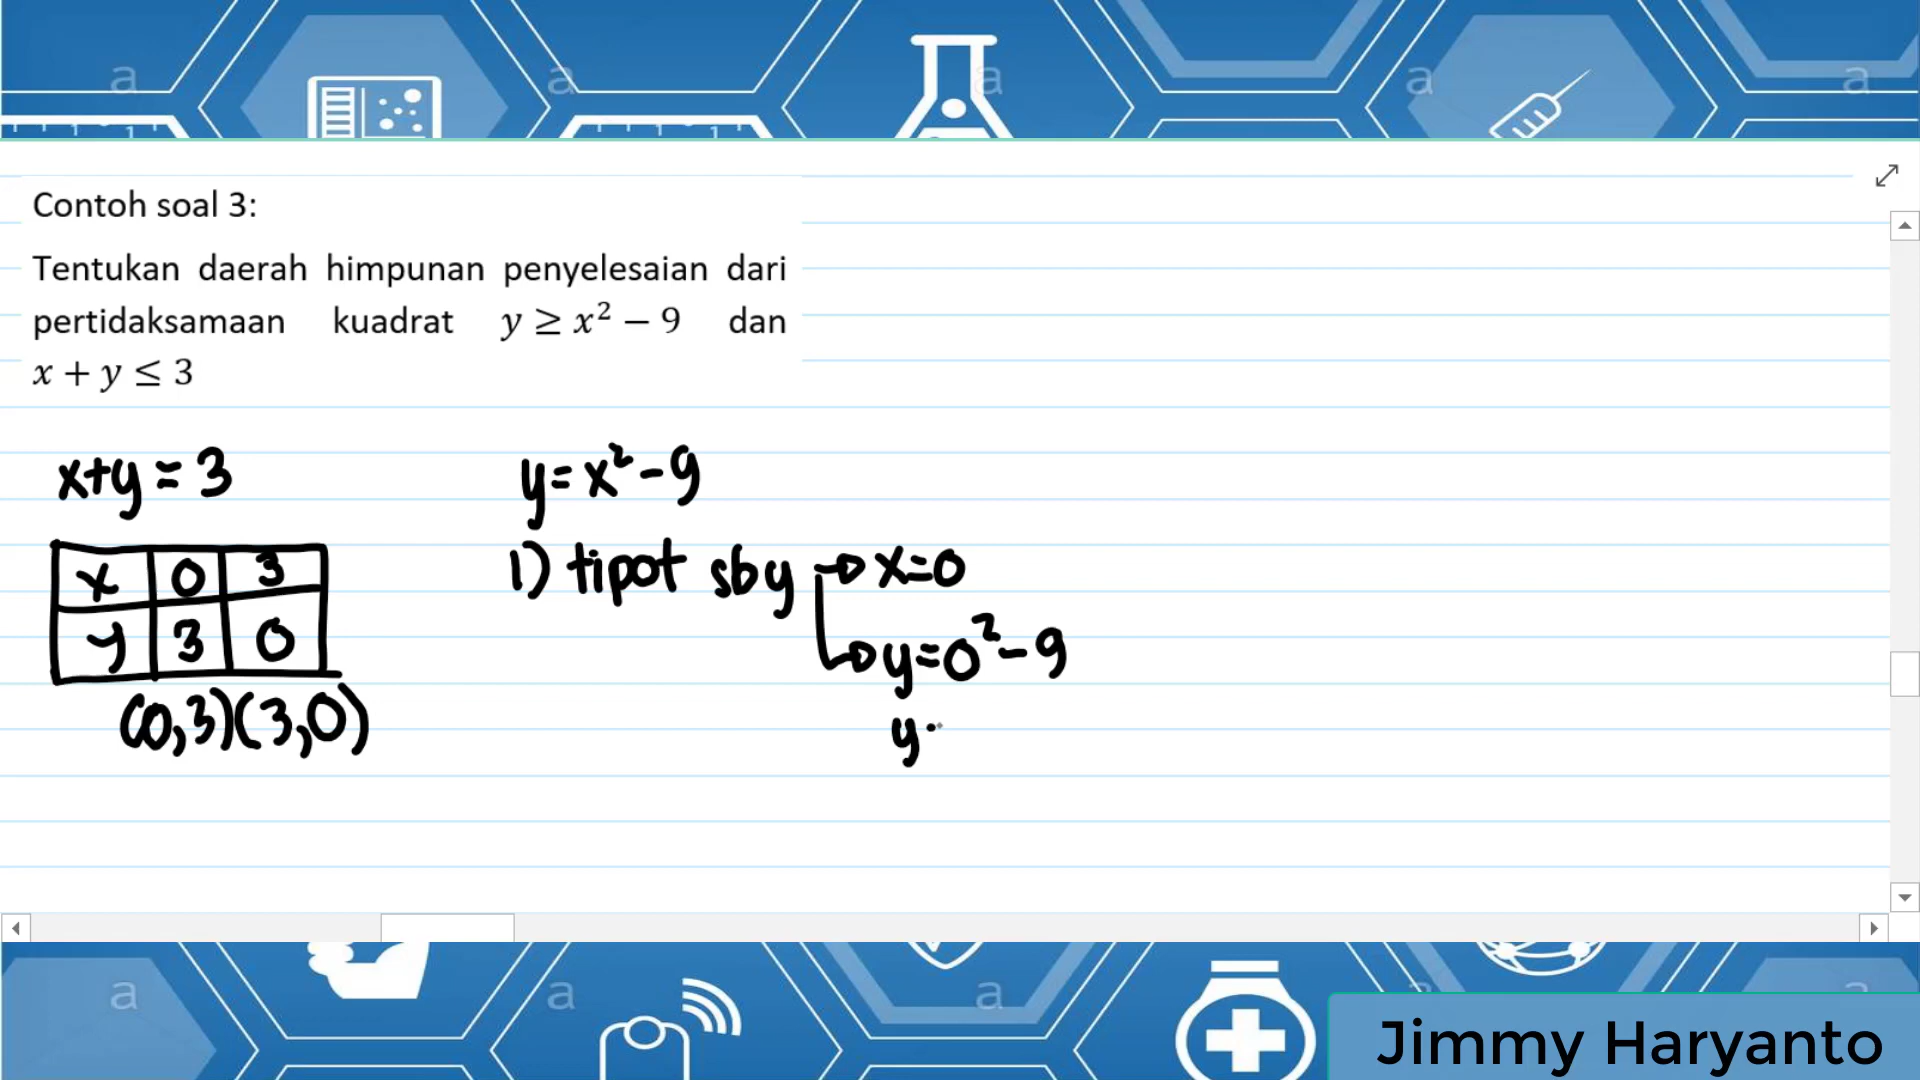 Contoh soal 3:
Tentukan daerah himpunan penyelesaian dari
pertidaksamaan kuadrat y ≥ x² − 9 dan
x + y ≤ 3
x+y = 3
x 0 3
y 3 0
(0,3)(3,0)
y = x² - 9
1) tipot sby → x=0
→ y=0² - 9
y
Jimmy Haryanto